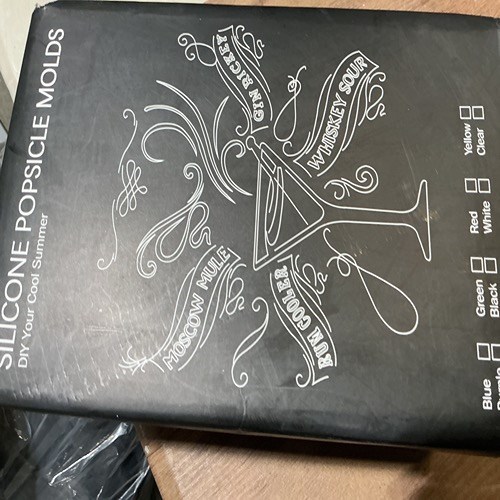 SILICONE POPSICLE MOLDS
DIY Your Cool Summer
GIN RICKEY
WHISKEY SOUR
MOSCOW MULE
RUM COOLER
Blue
Green
Red
Yellow
Purple
Black
White
Clear